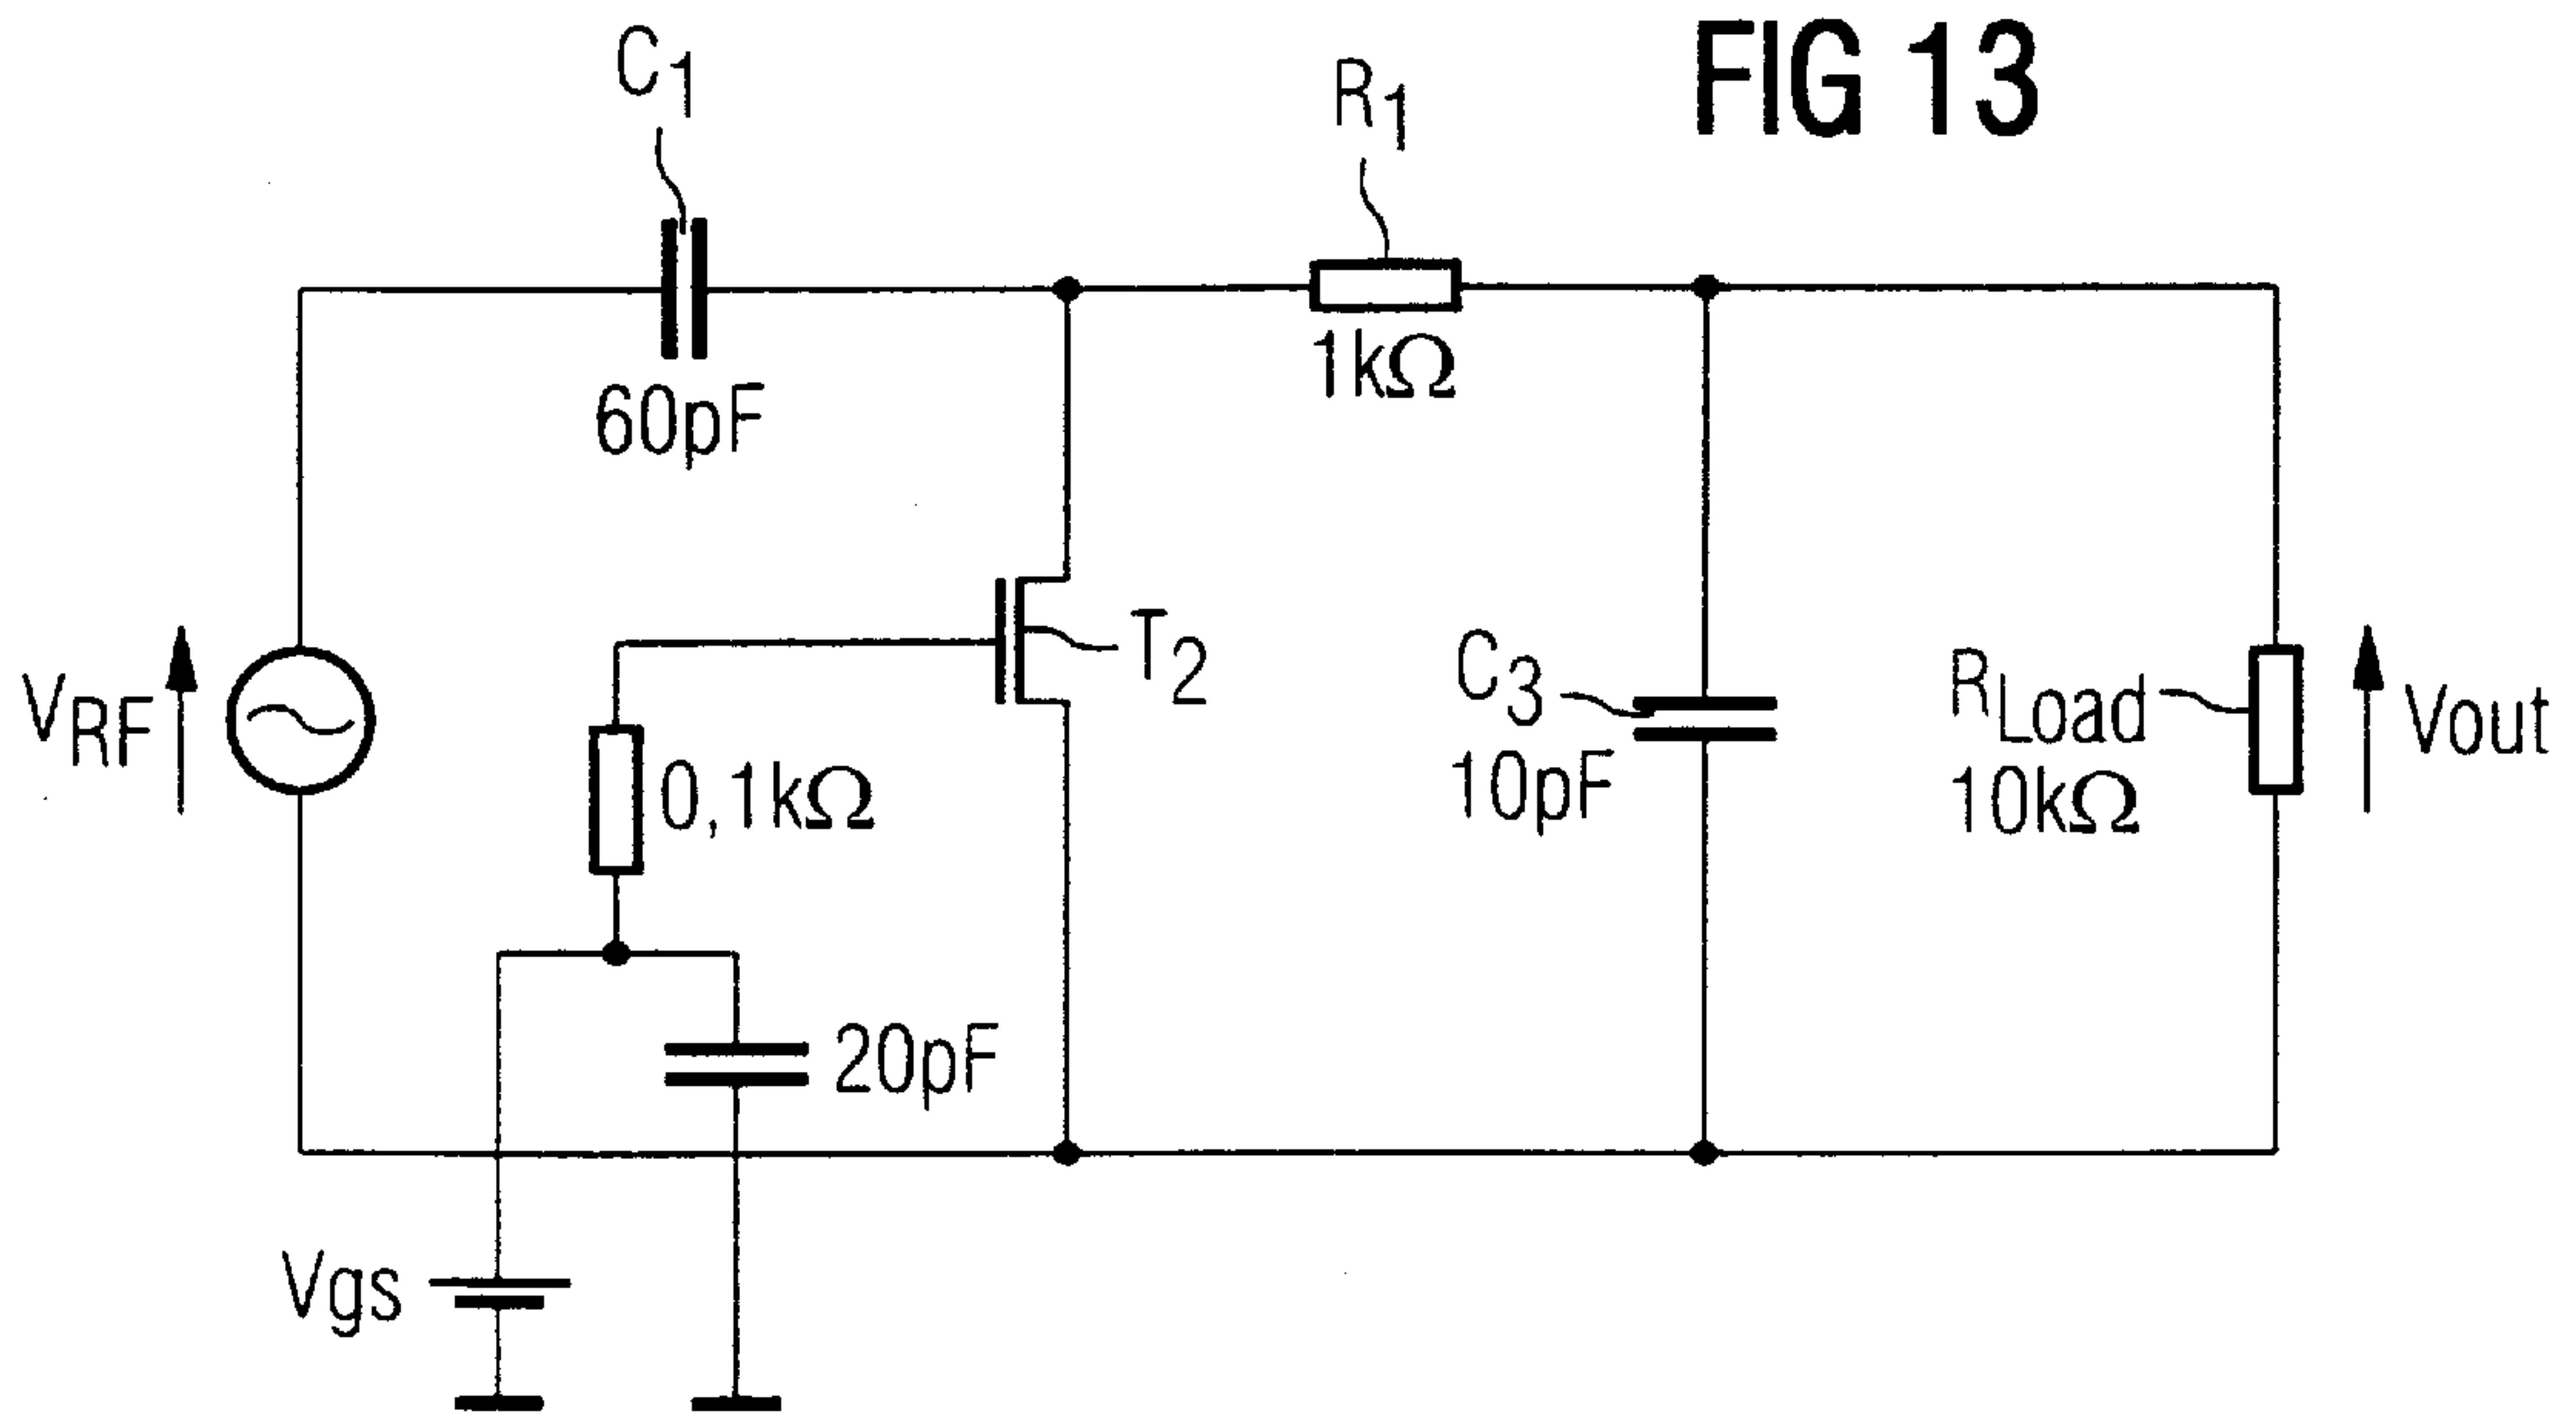 FIG 13
C1
R1
60pF
1kΩ
VRF
T2
0,1kΩ
C3
10pF
RLoad
10kΩ
Vout
20pF
Vgs